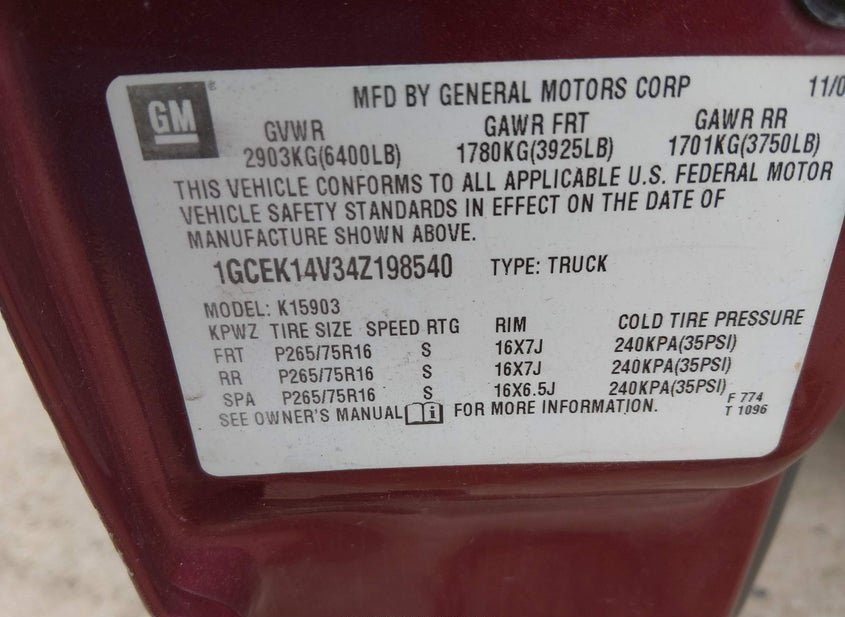 GM
MFD BY GENERAL MOTORS CORP 11/0
GVWR GAWR FRT GAWR RR
2903KG(6400LB) 1780KG(3925LB) 1701KG(3750LB)
THIS VEHICLE CONFORMS TO ALL APPLICABLE U.S. FEDERAL MOTOR
VEHICLE SAFETY STANDARDS IN EFFECT ON THE DATE OF
MANUFACTURE SHOWN ABOVE.
1GCEK14V34Z198540 TYPE: TRUCK
MODEL: K15903
KPWZ TIRE SIZE SPEED RTG RIM COLD TIRE PRESSURE
FRT P265/75R16 S 16X7J 240KPA(35PSI)
RR P265/75R16 S 16X7J 240KPA(35PSI)
SPA P265/75R16 S 16X6.5J 240KPA(35PSI)
SEE OWNER'S MANUAL FOR MORE INFORMATION.
F 774
T 1096